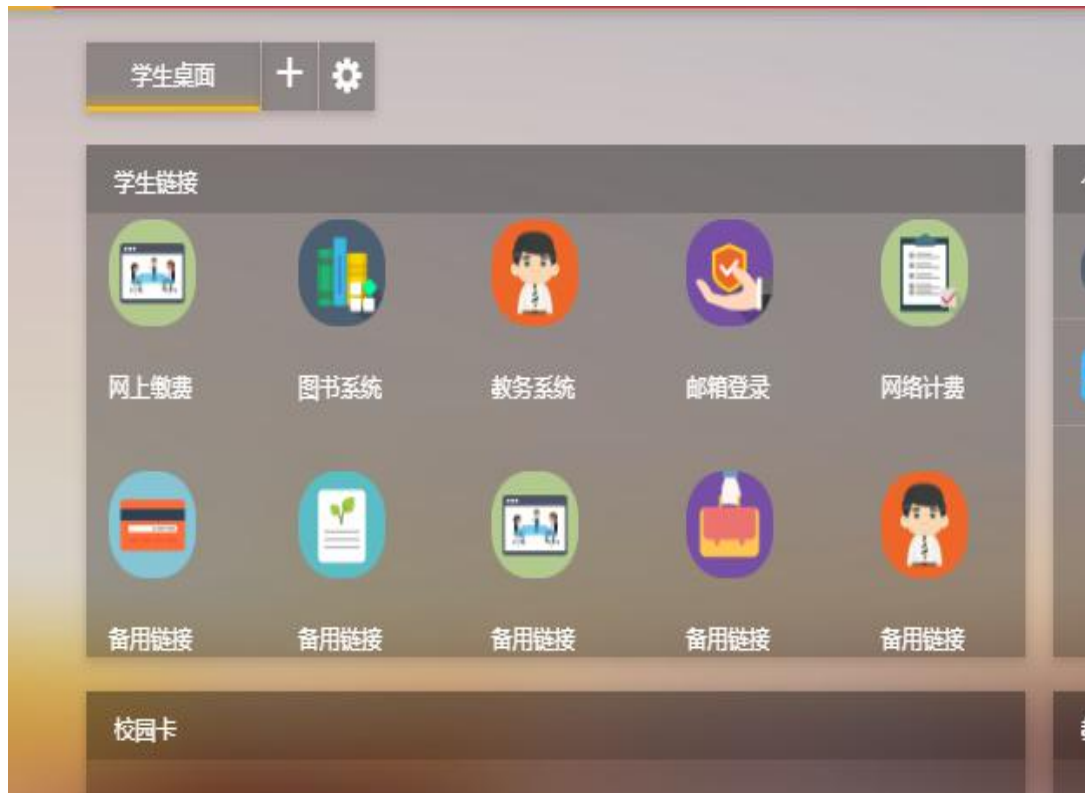 学生桌面
学生链接
网上缴费 图书系统 教务系统 邮箱登录 网络计费
备用链接 备用链接 备用链接 备用链接 备用链接
校园卡